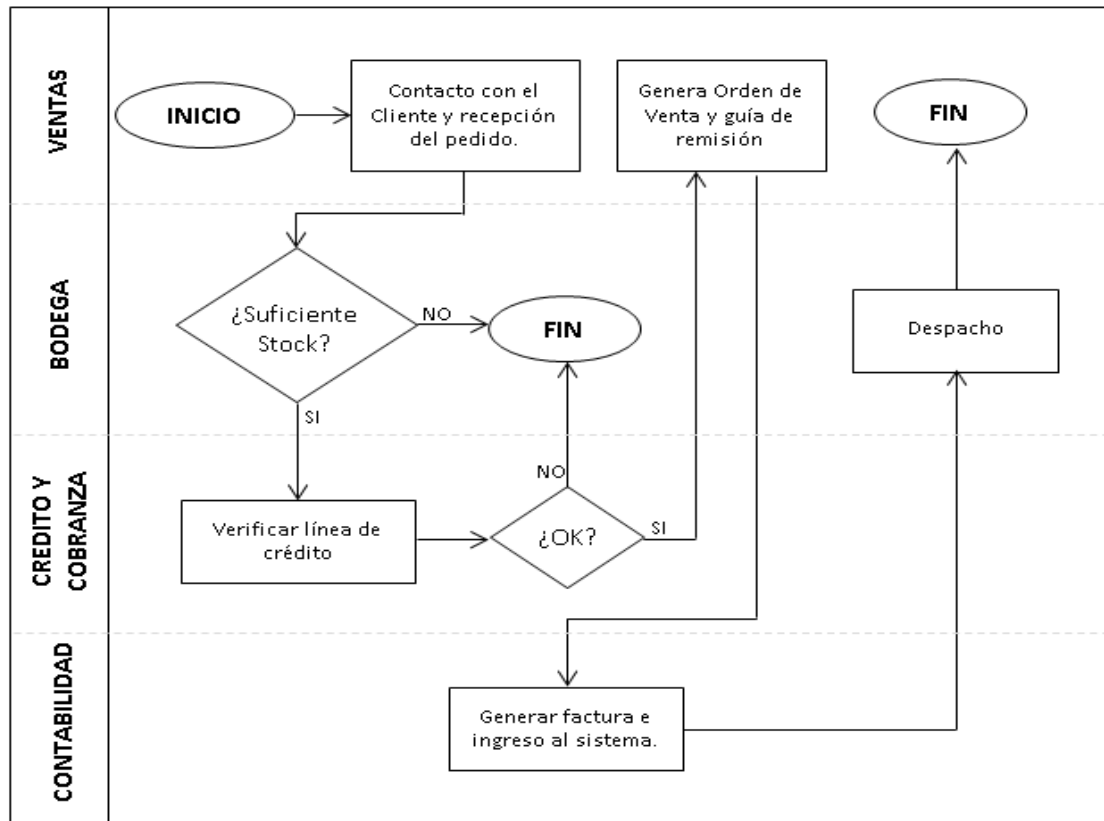 VENTAS
INICIO
Contacto con el
Cliente y recepción
del pedido.
Genera Orden de
Venta y guía de
remisión
FIN
BODEGA
¿Suficiente
Stock?
NO
FIN
Despacho
SI
CREDITO Y
COBRANZA
Verificar línea de
crédito
NO
¿OK?
SI
CONTABILIDAD
Generar factura e
ingreso al sistema.